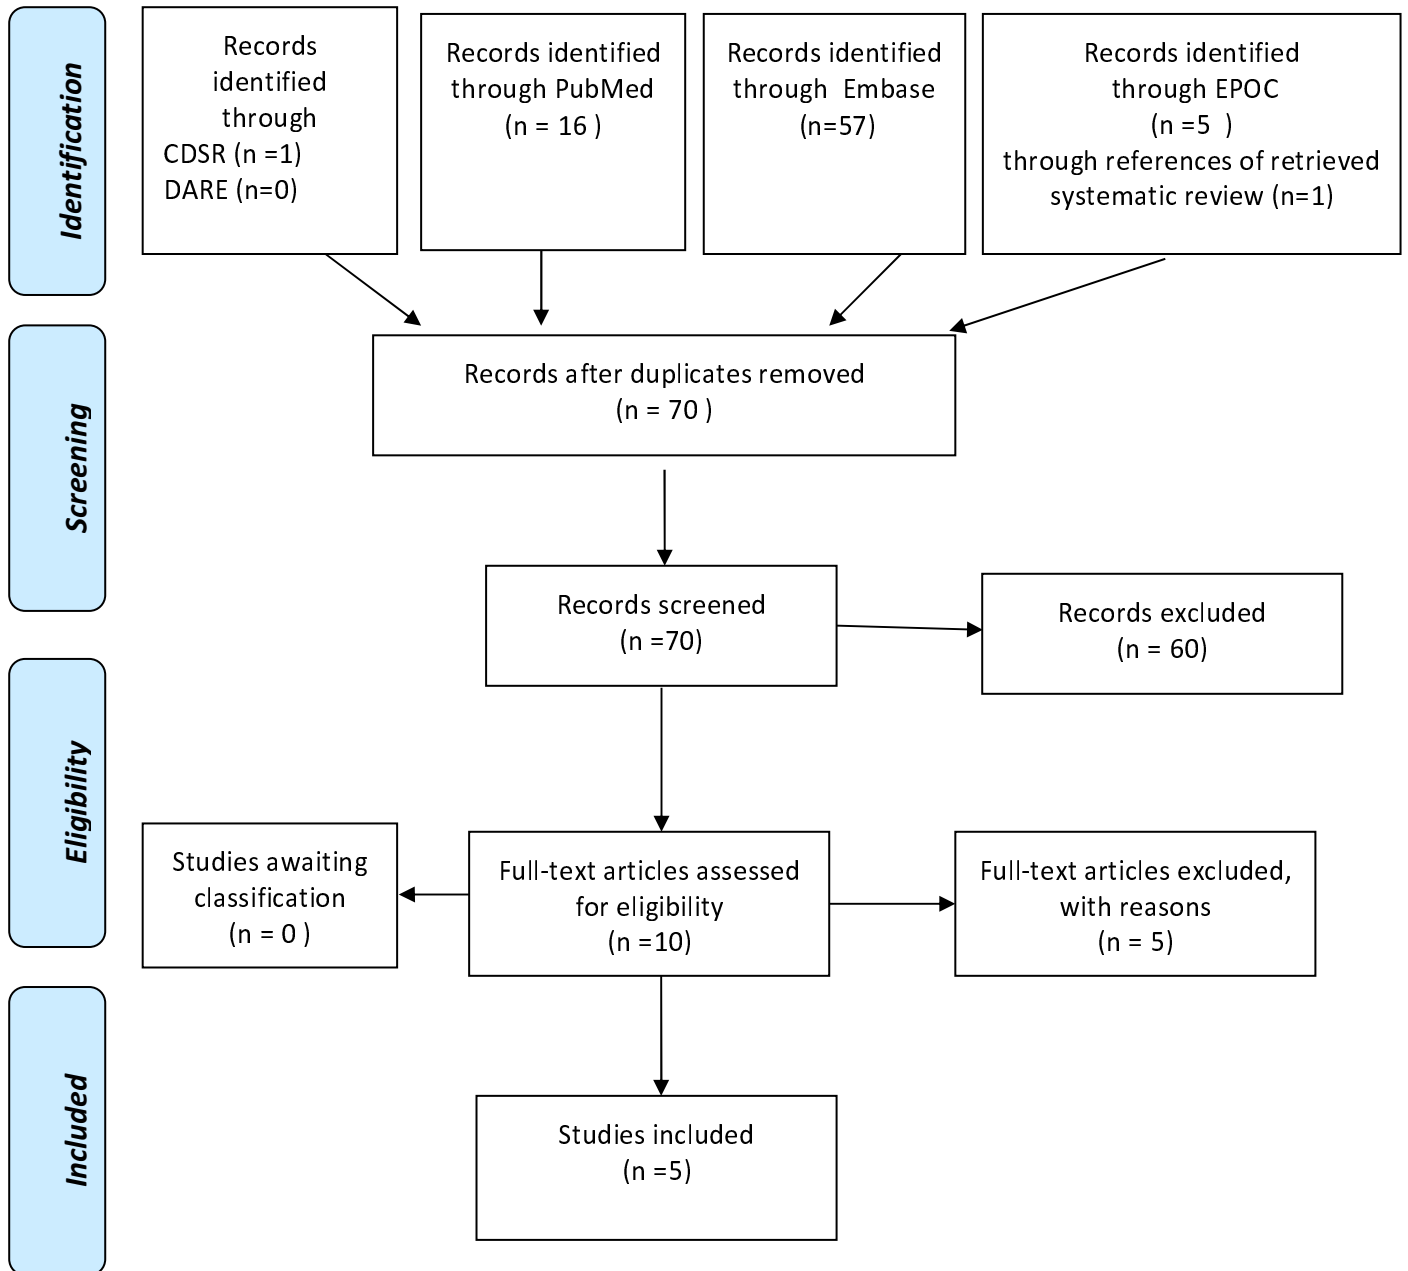 Identification
Records
identified
through
CDSR (n =1)
DARE (n=0)
Records identified
through PubMed
(n = 16 )
Records identified
through  Embase
(n=57)
Records identified
through EPOC
(n =5  )
through references of retrieved
systematic review (n=1)
Screening
Records after duplicates removed
(n = 70 )
Records screened
(n =70)
Records excluded
(n = 60)
Eligibility
Studies awaiting
classification
(n = 0 )
Full-text articles assessed
for eligibility
(n =10)
Full-text articles excluded,
with reasons
(n = 5)
Included
Studies included
(n =5)